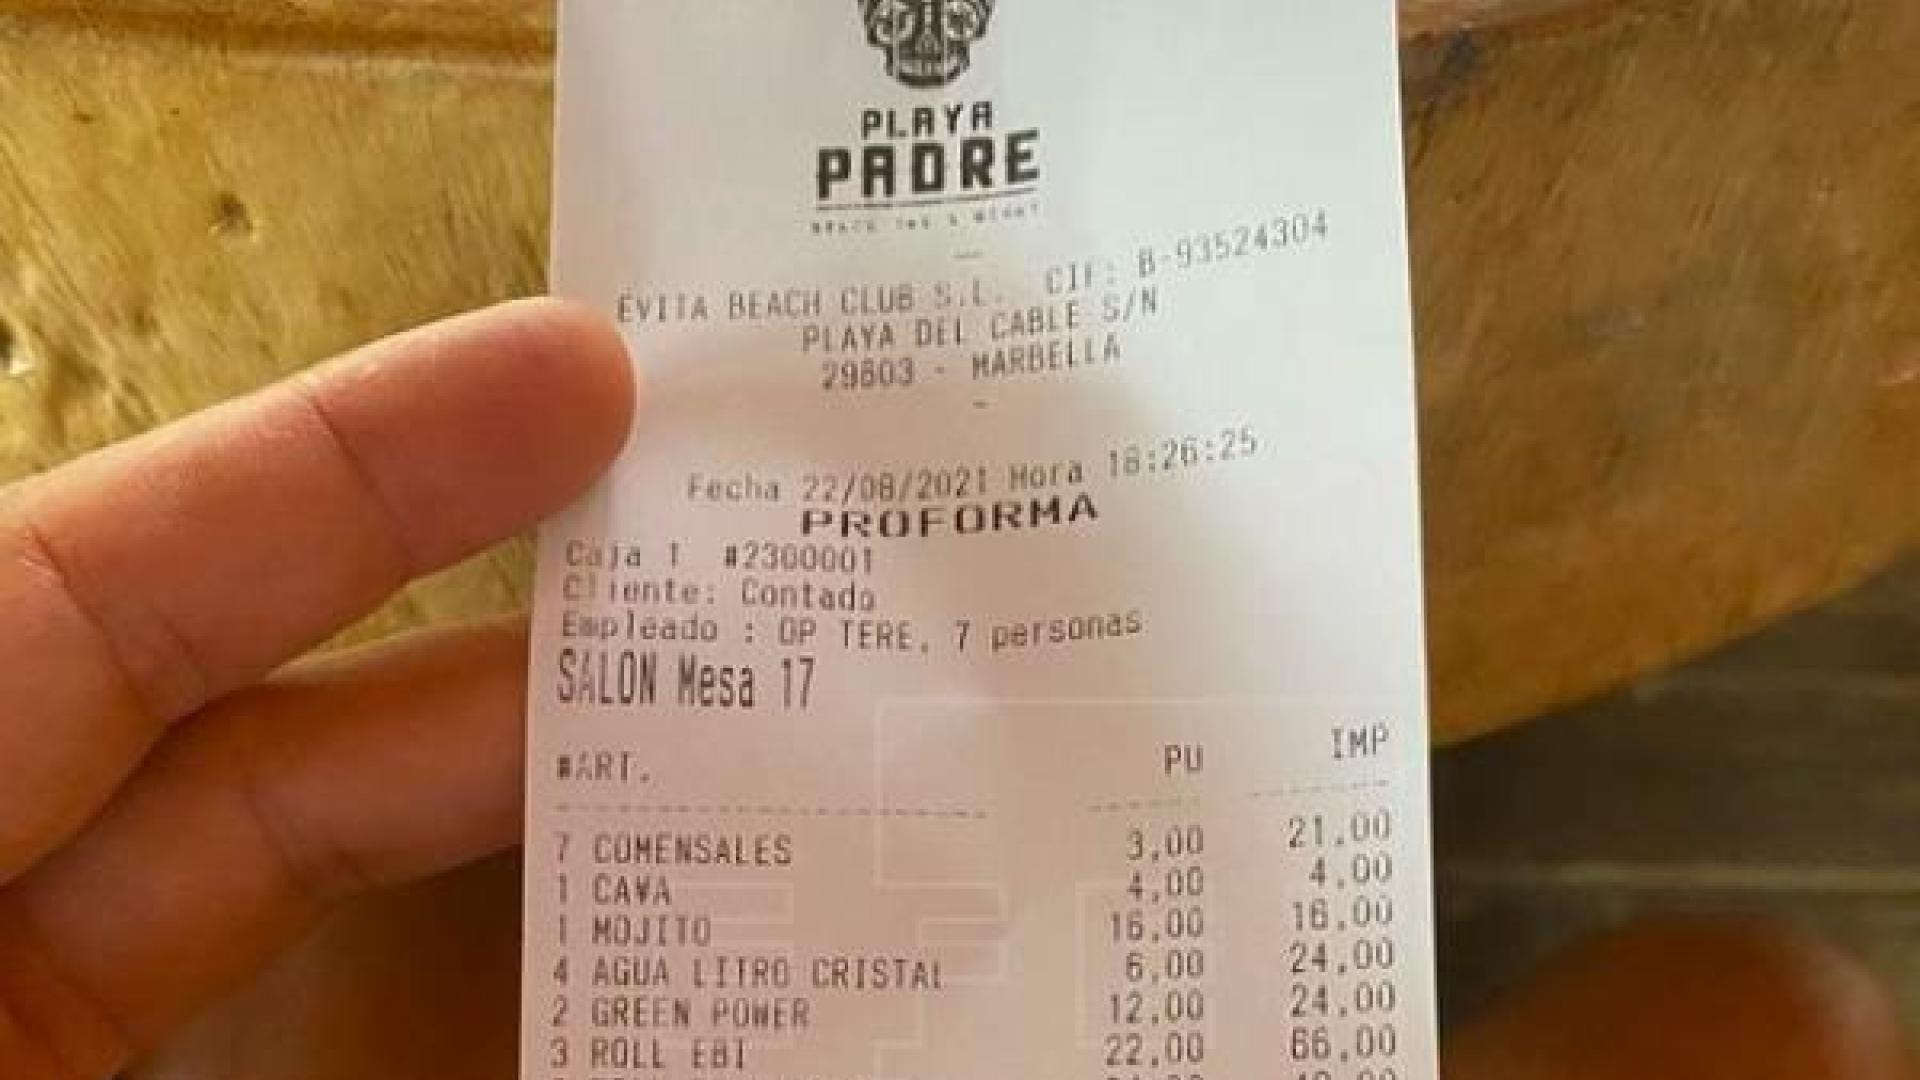 PLAYA
PADRE
EVITA BEACH CLUB S.L. CIF: B-93524304
PLAYA DEL CABLE S/N
29603 - MARBELLA
-
Fecha 22/08/2021 Hora 18:26:25
PROFORMA
Caja 1 #2300001
Cliente: Contado
Empleado : OP TERE, 7 personas
SALON Mesa 17
#ART. PU IMP
7 COMENSALES 3,00 21,00
1 CAVA 4,00 4,00
1 MOJITO 16,00 16,00
4 AGUA LITRO CRISTAL 6,00 24,00
2 GREEN POWER 12,00 24,00
3 ROLL EBI 22,00 66,00